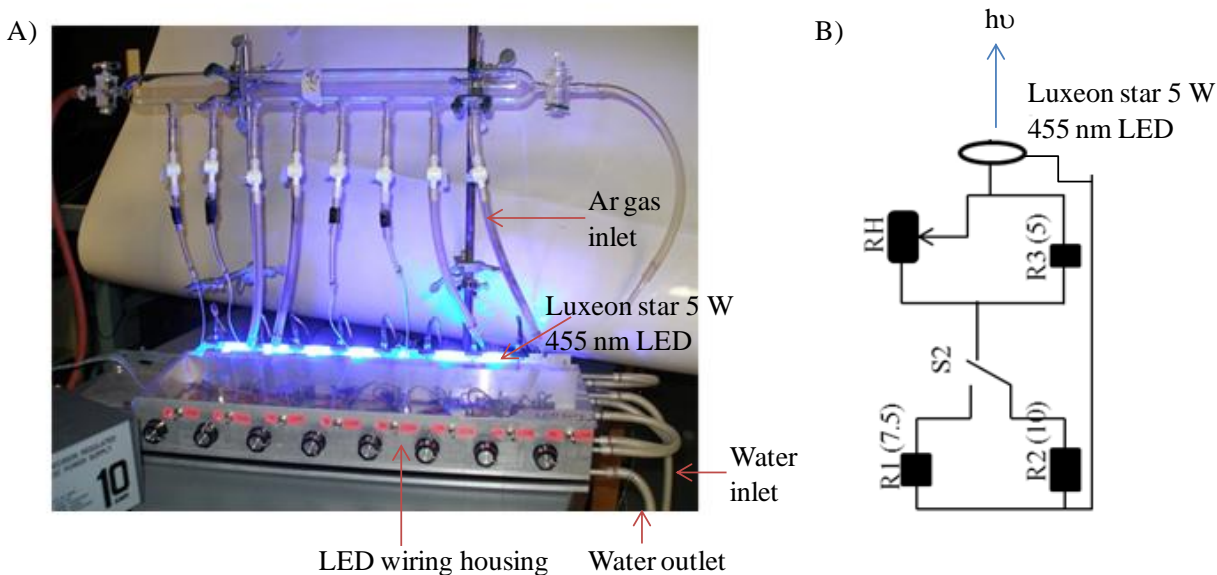 A)
B)
hυ
Luxeon star 5 W
455 nm LED
Ar gas
inlet
Luxeon star 5 W
455 nm LED
RH
R3 (5)
S2
R1 (7.5)
R2 (10)
10
Water
inlet
LED wiring housing
Water outlet